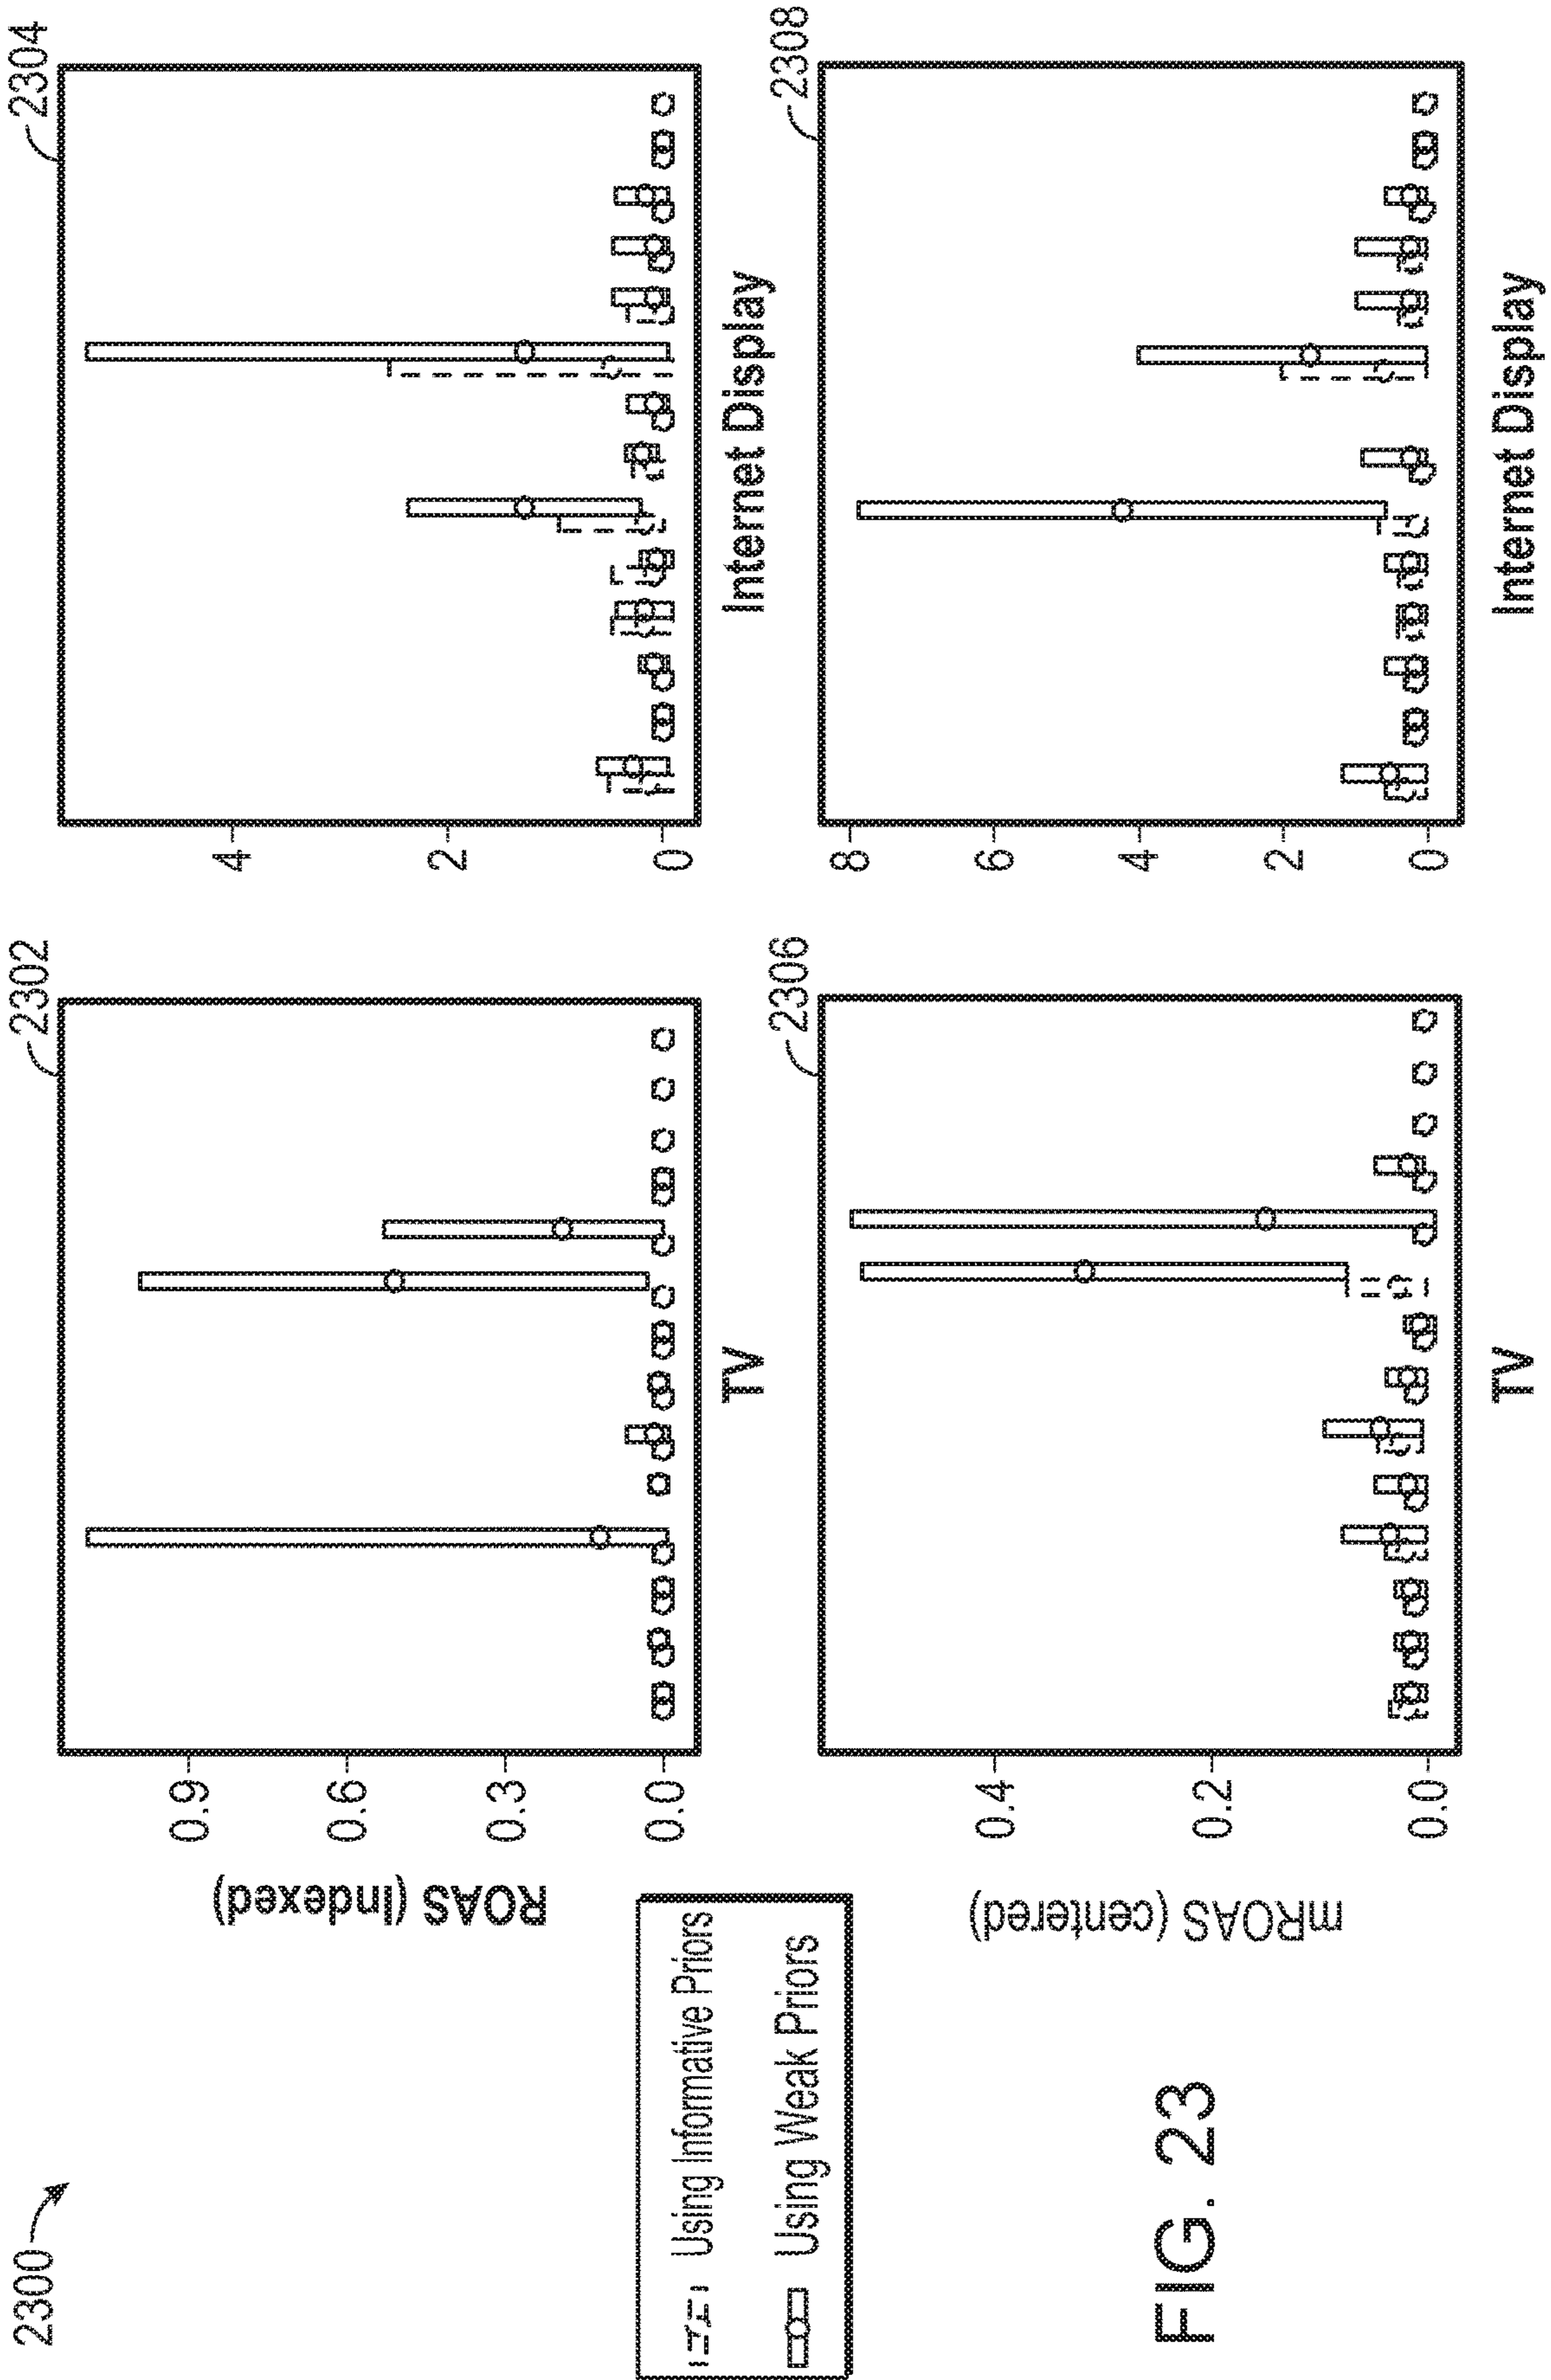 2300
2302
2304
ROAS (Indexed)
0.9
0.6
0.3
0.0
TV
4
2
0
Internet Display
Using Informative Priors
Using Weak Priors
2306
2308
mROAS (centered)
0.4
0.2
0.0
TV
8
6
4
2
0
Internet Display
FIG. 23